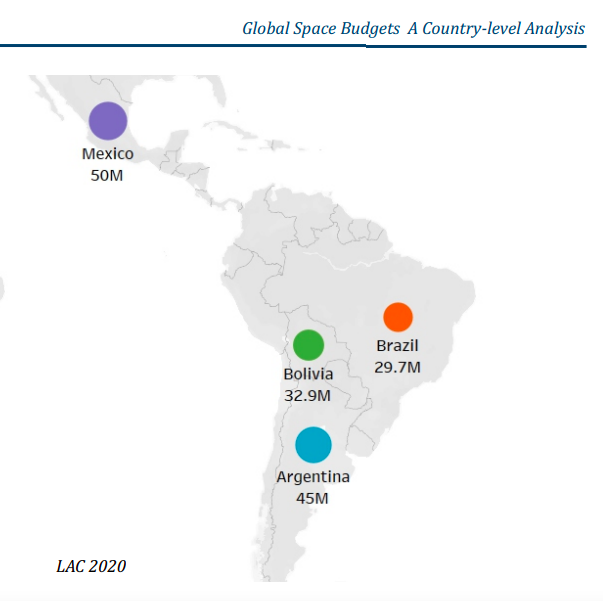 Global Space Budgets A Country-level Analysis
Mexico
50M
Brazil
29.7M
Bolivia
32.9M
Argentina
45M
LAC 2020